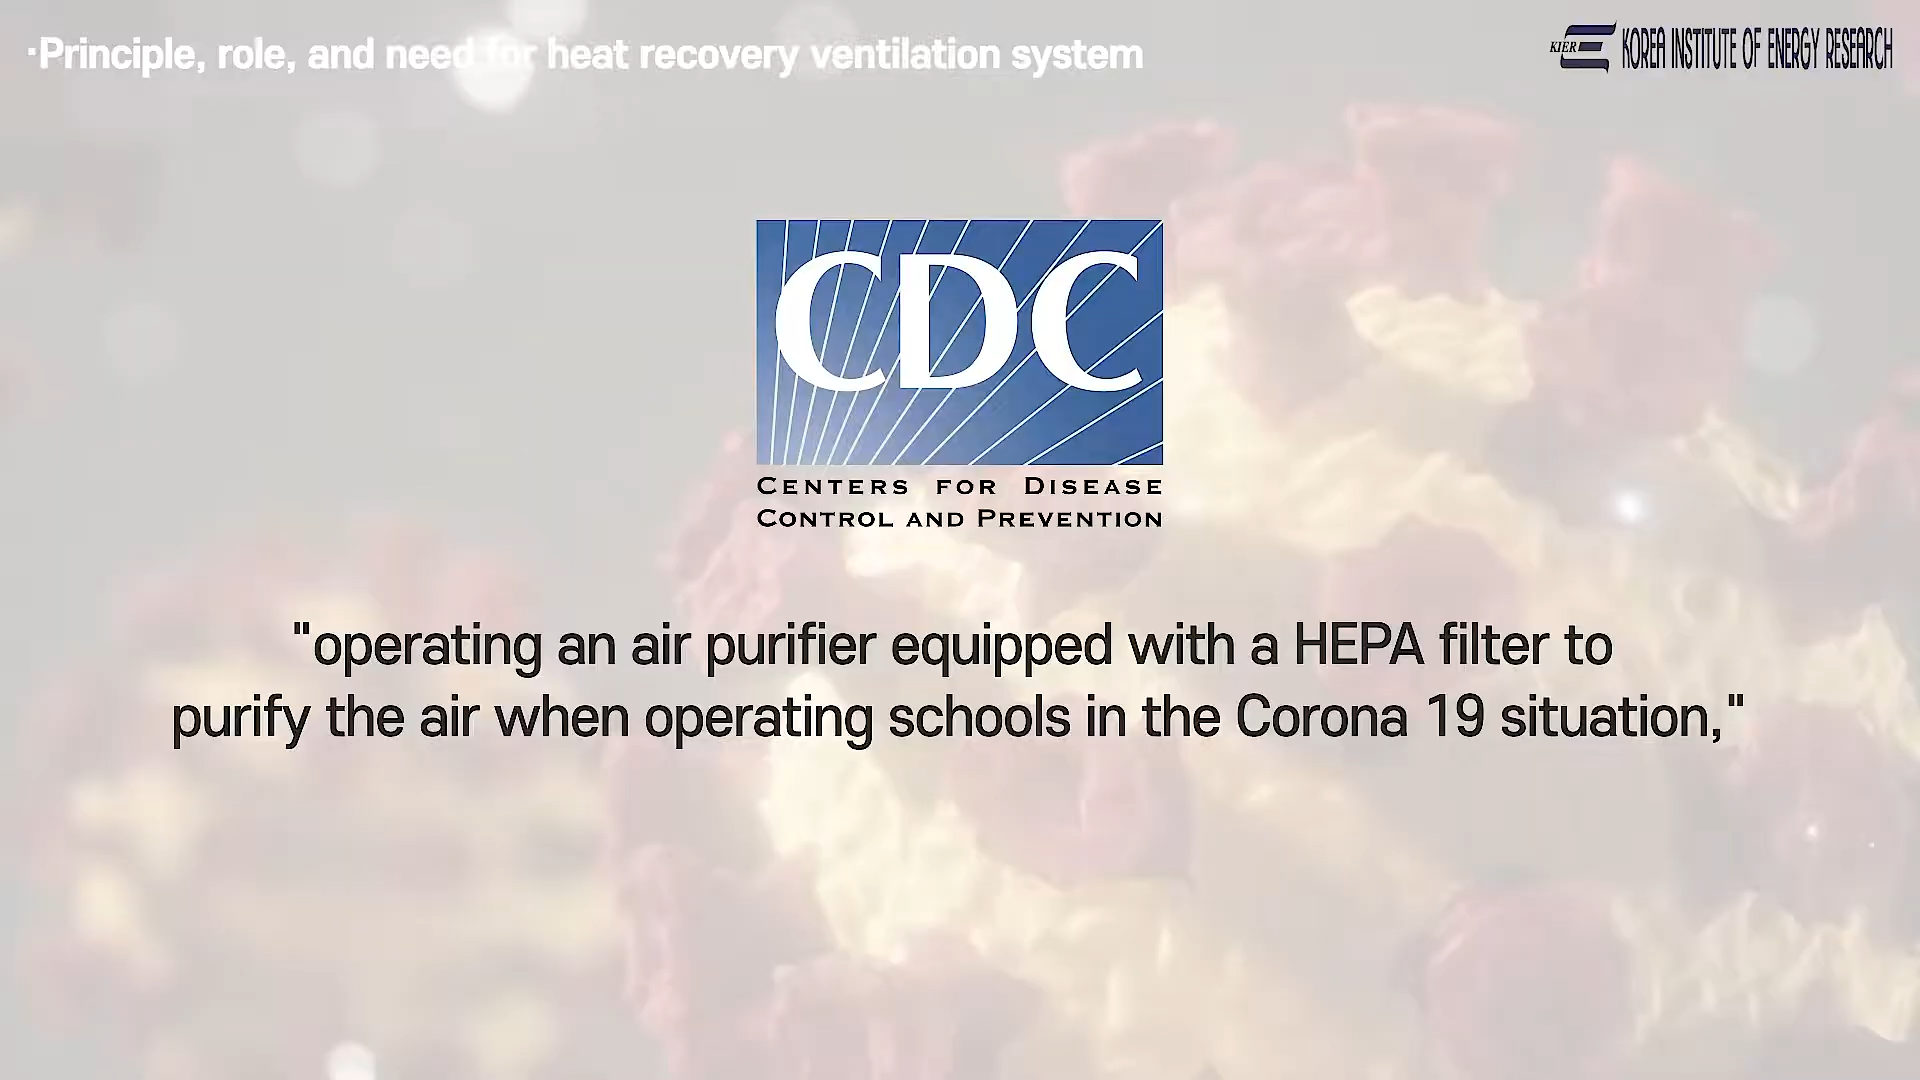 ·Principle, role, and need for heat recovery ventilation system
KIER KOREA INSTITUTE OF ENERGY RESEARCH
CDC
CENTERS FOR DISEASE
CONTROL AND PREVENTION
"operating an air purifier equipped with a HEPA filter to
purify the air when operating schools in the Corona 19 situation,"